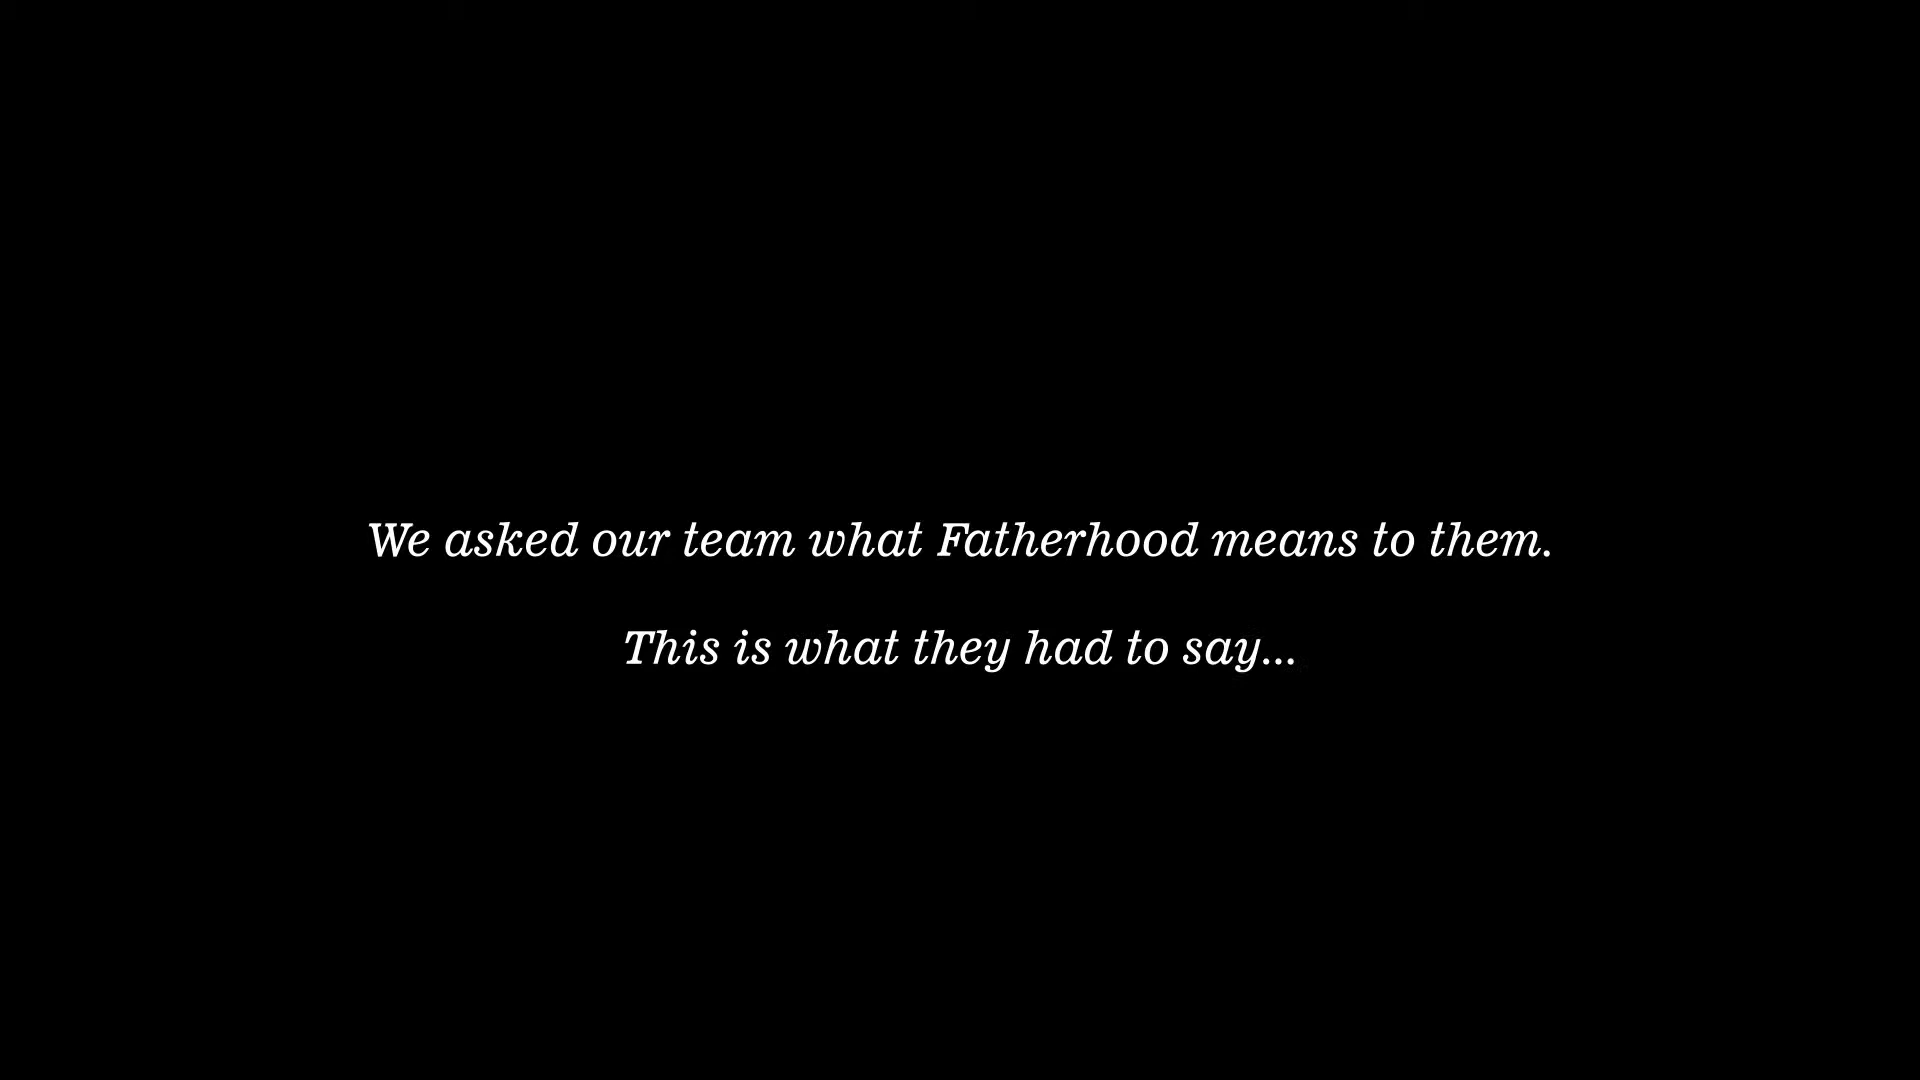 We asked our team what Fatherhood means to them.
This is what they had to say...